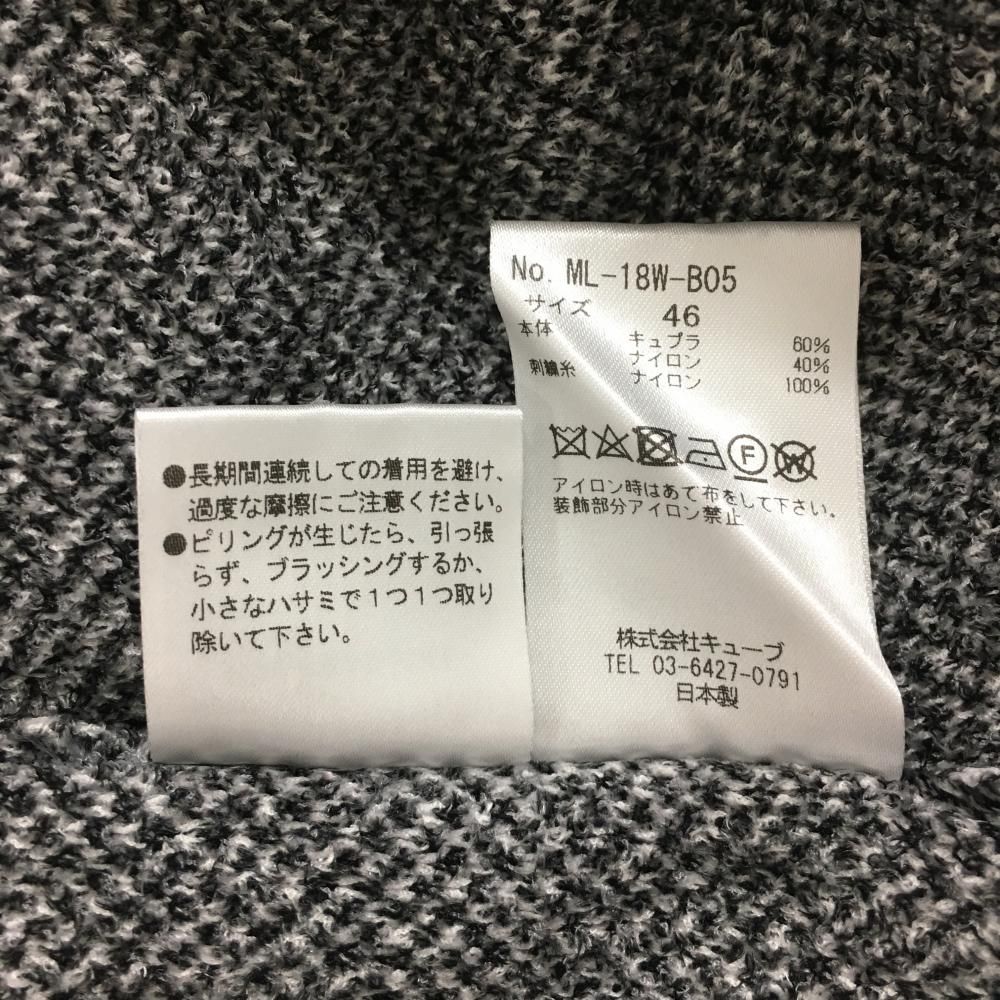 No. ML-18W-B05
サイズ 46
本体 キュプラ 60%
ナイロン 40%
刺繍糸 ナイロン 100%
F W
アイロン時はあて布をして下さい。
装飾部分アイロン禁止
株式会社キューブ
TEL 03-6427-0791
日本製
●長期間連続しての着用を避け、
過度な摩擦にご注意ください。
●ピリングが生じたら、引っ張
らず、ブラッシングするか、
小さなハサミで1つ1つ取り
除いて下さい。